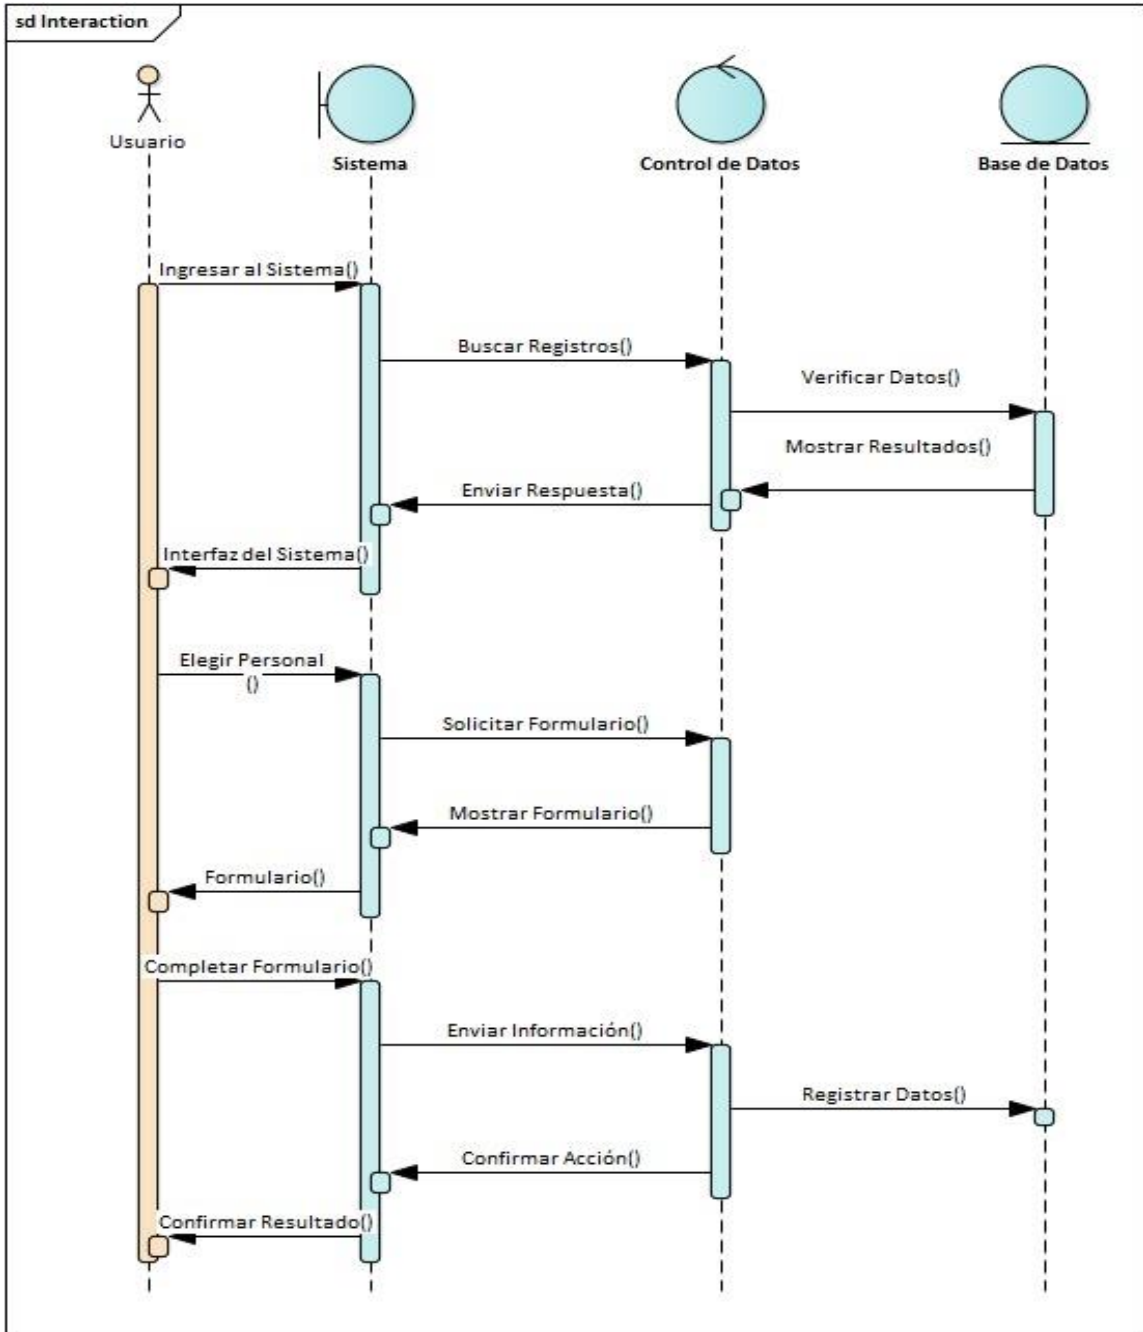 sd Interaction
Usuario
Sistema
Control de Datos
Base de Datos
Ingresar al Sistema()
Buscar Registros()
Verificar Datos()
Mostrar Resultados()
Enviar Respuesta()
Interfaz del Sistema()
Elegir Personal
()
Solicitar Formulario()
Mostrar Formulario()
Formulario()
Completar Formulario()
Enviar Información()
Registrar Datos()
Confirmar Acción()
Confirmar Resultado()